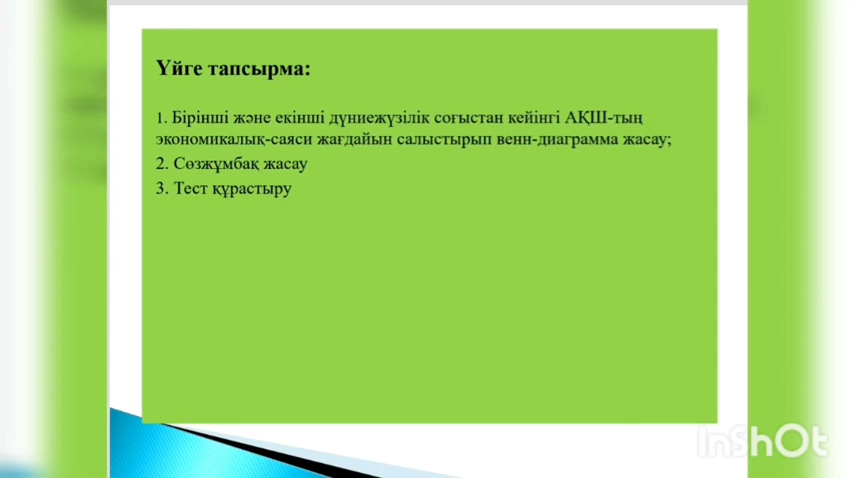 Үйге тапсырма:
1. Бірінші және екінші дүниежүзілік соғыстан кейінгі АҚШ-тың
экономикалық-саяси жағдайын салыстырып венн-диаграмма жасау;
2. Сөзжұмбақ жасау
3. Тест құрастыру
InShOt